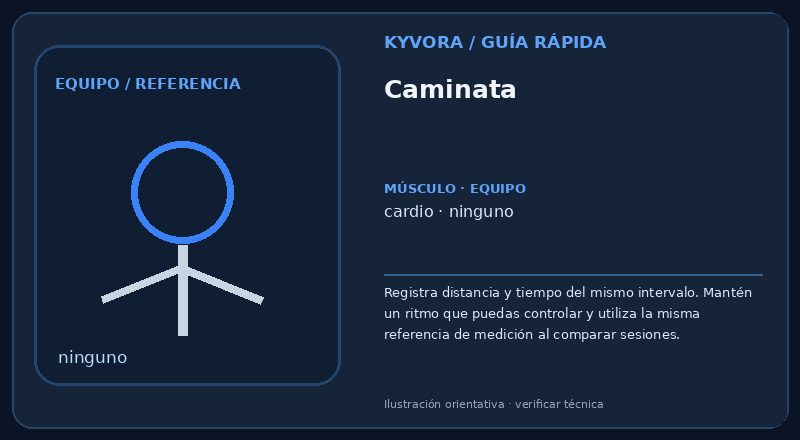 EQUIPO / REFERENCIA
ninguno
KYVORA / GUÍA RÁPIDA
Caminata
MÚSCULO · EQUIPO
cardio · ninguno
Registra distancia y tiempo del mismo intervalo. Mantén
un ritmo que puedas controlar y utiliza la misma
referencia de medición al comparar sesiones.
Ilustración orientativa · verificar técnica